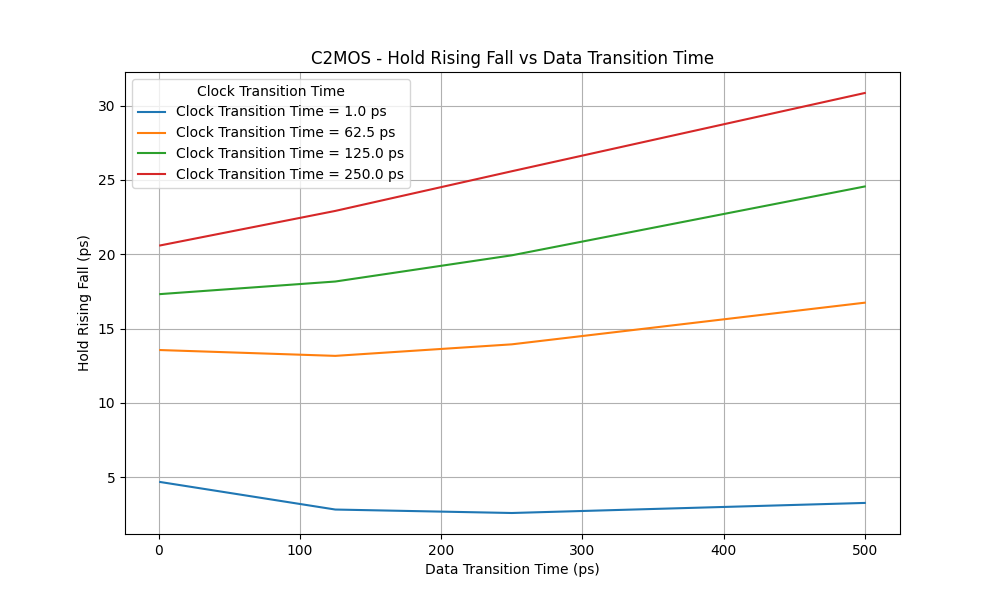 C2MOS - Hold Rising Fall vs Data Transition Time
Clock Transition Time
Clock Transition Time = 1.0 ps
Clock Transition Time = 62.5 ps
Clock Transition Time = 125.0 ps
Clock Transition Time = 250.0 ps
Hold Rising Fall (ps)
30
25
20
15
10
5
0 100 200 300 400 500
Data Transition Time (ps)